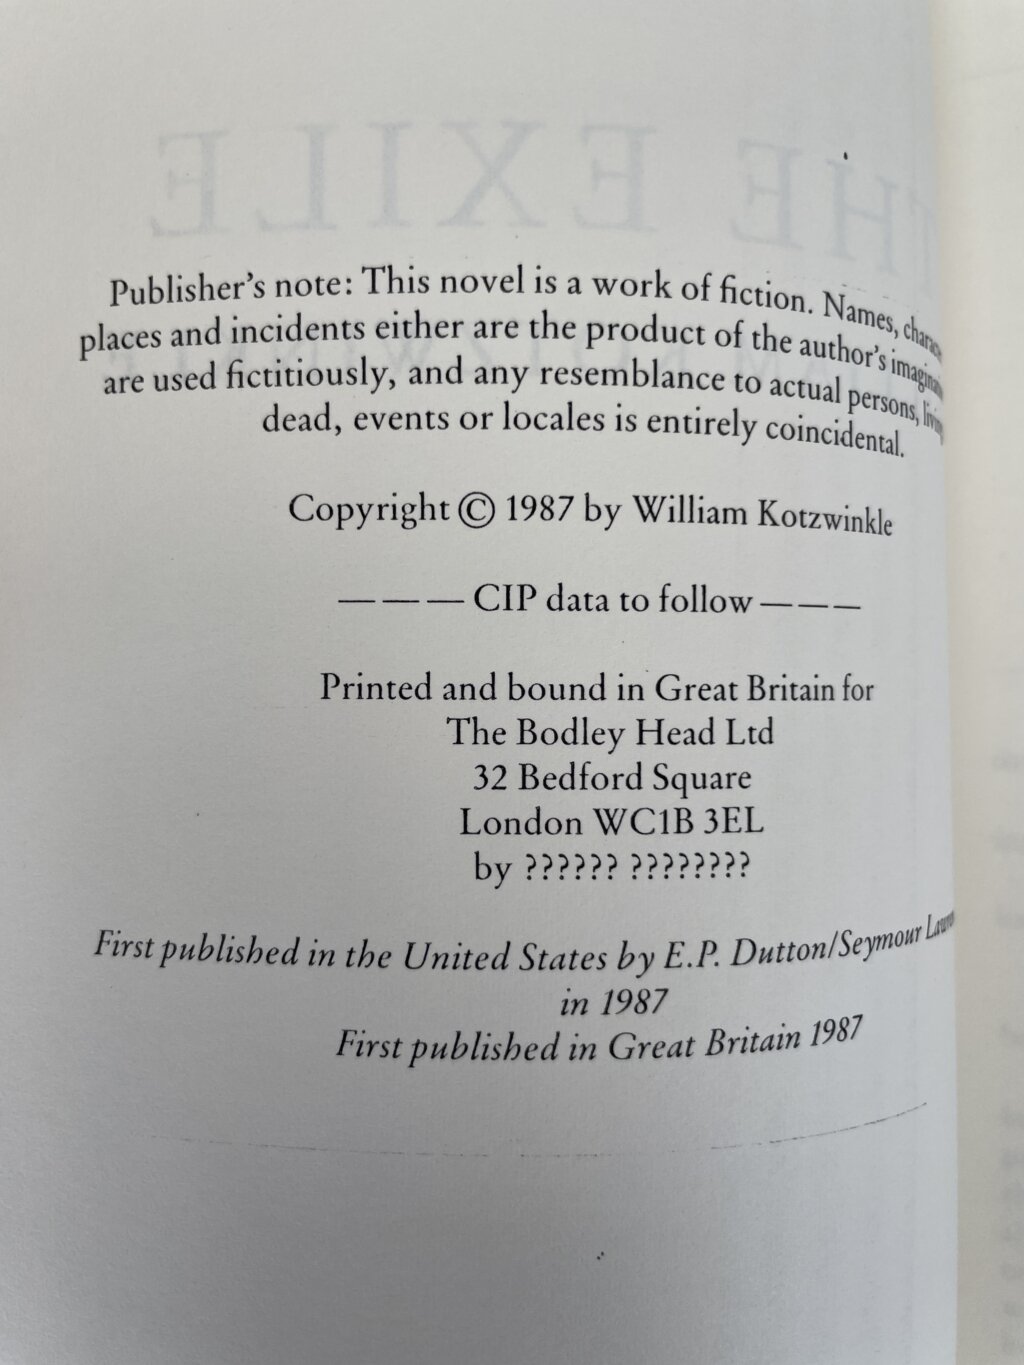 THE EXILE
Publisher's note: This novel is a work of fiction. Names,
places and incidents either are the product of the author's
are used fictitiously, and any resemblance to actual persons,
dead, events or locales is entirely coincidental.
Copyright © 1987 by William Kotzwinkle
— — — CIP data to follow — — —
Printed and bound in Great Britain for
The Bodley Head Ltd
32 Bedford Square
London WC1B 3EL
by ?????? ????????
First published in the United States by E.P. Dutton/Seymour
in 1987
First published in Great Britain 1987